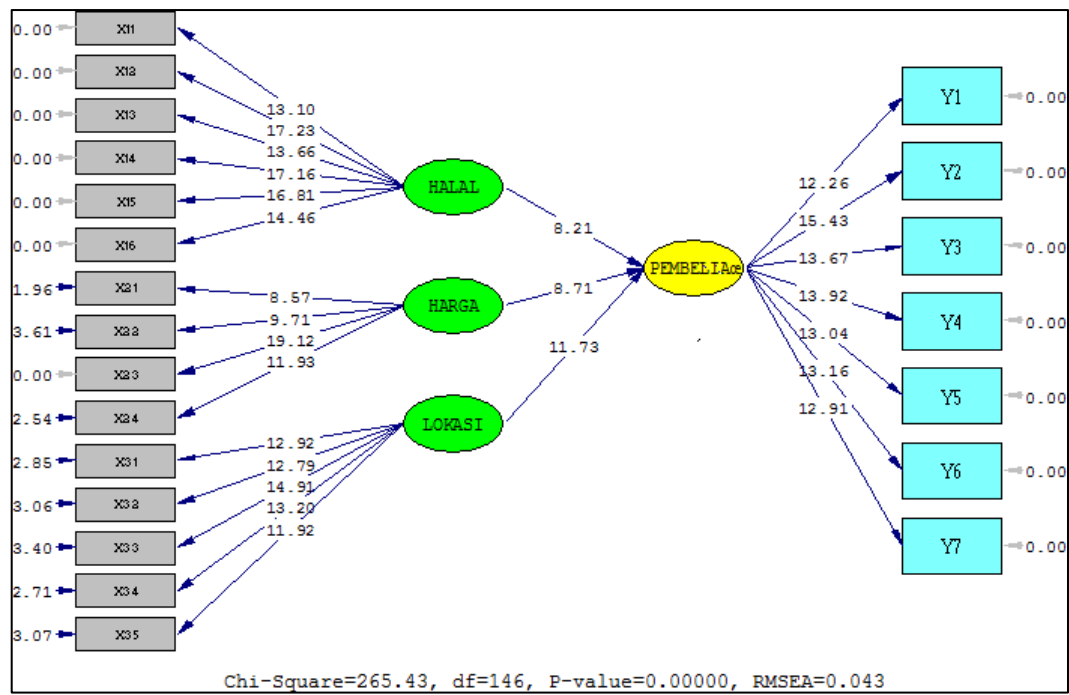 0.00 X11
0.00 X12
0.00 X13
0.00 X14
0.00 X15
0.00 X16
1.96 X21
3.61 X22
0.00 X23
2.54 X24
2.85 X31
3.06 X32
3.40 X33
2.71 X34
3.07 X35
13.10
17.23
13.66
17.16
16.81
14.46
8.57
9.71
19.12
11.93
12.92
12.79
14.91
13.20
11.92
HALAL
HARGA
LOKASI
8.21
8.71
11.73
PEMBELIAœ
12.26
15.43
13.67
13.92
13.04
13.16
12.91
Y1 0.00
Y2 0.00
Y3 0.00
Y4 0.00
Y5 0.00
Y6 0.00
Y7 0.00
Chi-Square=265.43, df=146, P-value=0.00000, RMSEA=0.043